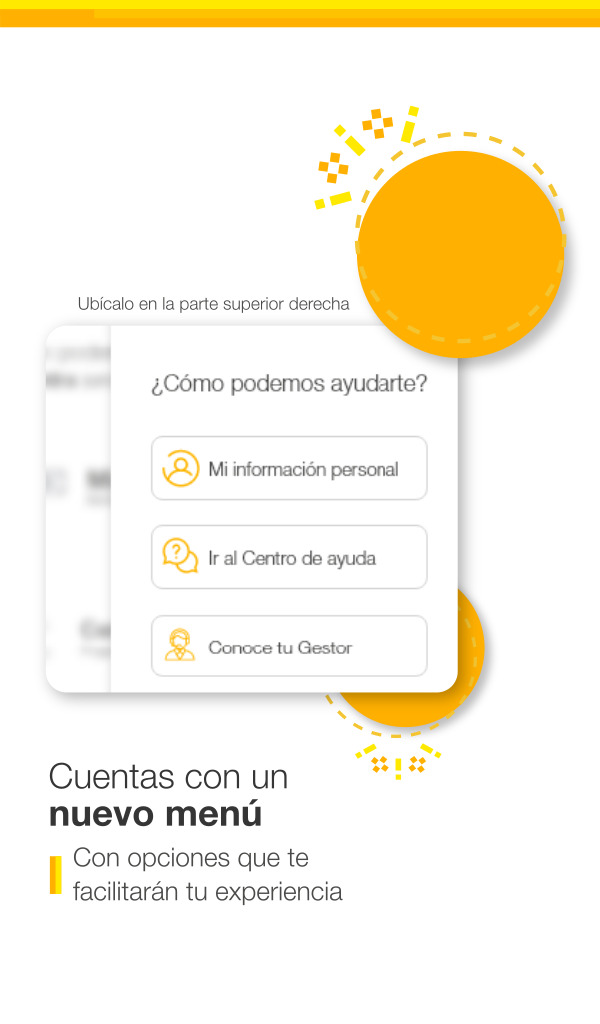 Ubícalo en la parte superior derecha
¿Cómo podemos ayudarte?
Mi información personal
Ir al Centro de ayuda
Conoce tu Gestor
Cuentas con un
nuevo menú
Con opciones que te
facilitarán tu experiencia